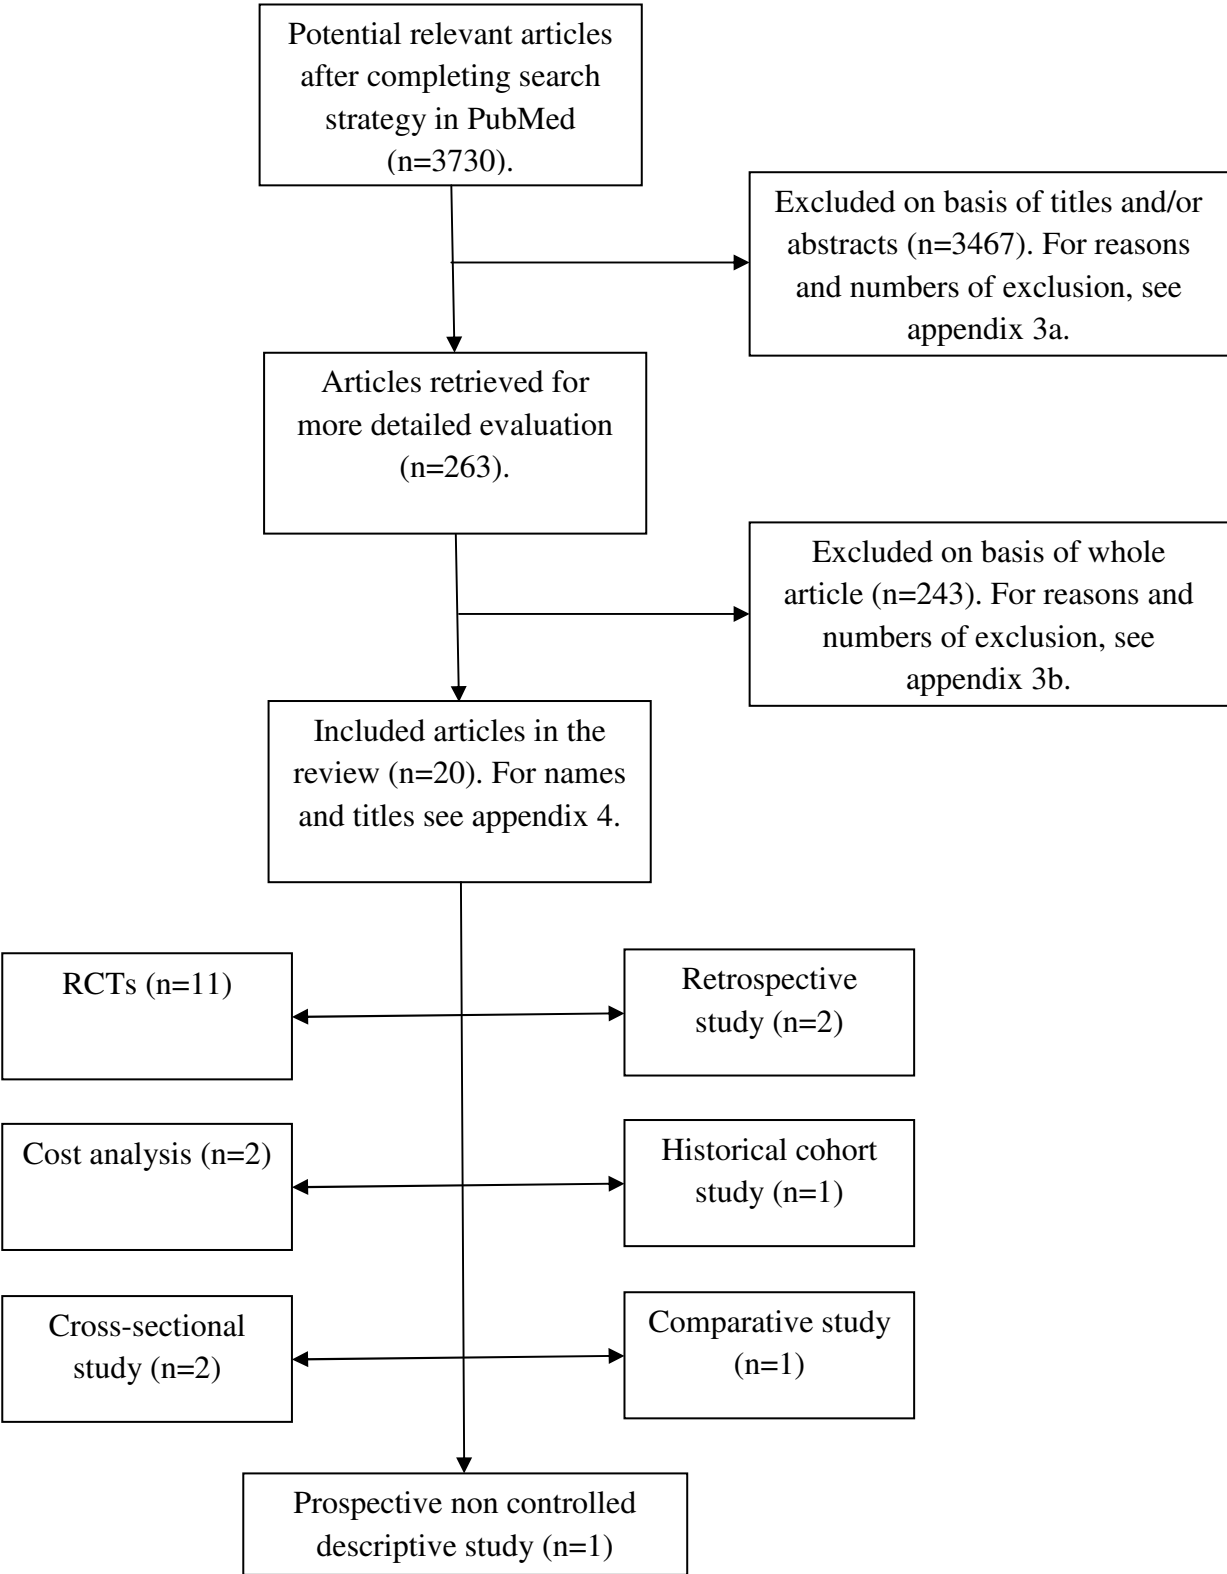 Potential relevant articles
after completing search
strategy in PubMed
(n=3730).
Excluded on basis of titles and/or
abstracts (n=3467). For reasons
and numbers of exclusion, see
appendix 3a.
Articles retrieved for
more detailed evaluation
(n=263).
Excluded on basis of whole
article (n=243). For reasons and
numbers of exclusion, see
appendix 3b.
Included articles in the
review (n=20). For names
and titles see appendix 4.
RCTs (n=11)
Retrospective
study (n=2)
Cost analysis (n=2)
Historical cohort
study (n=1)
Cross-sectional
study (n=2)
Comparative study
(n=1)
Prospective non controlled
descriptive study (n=1)